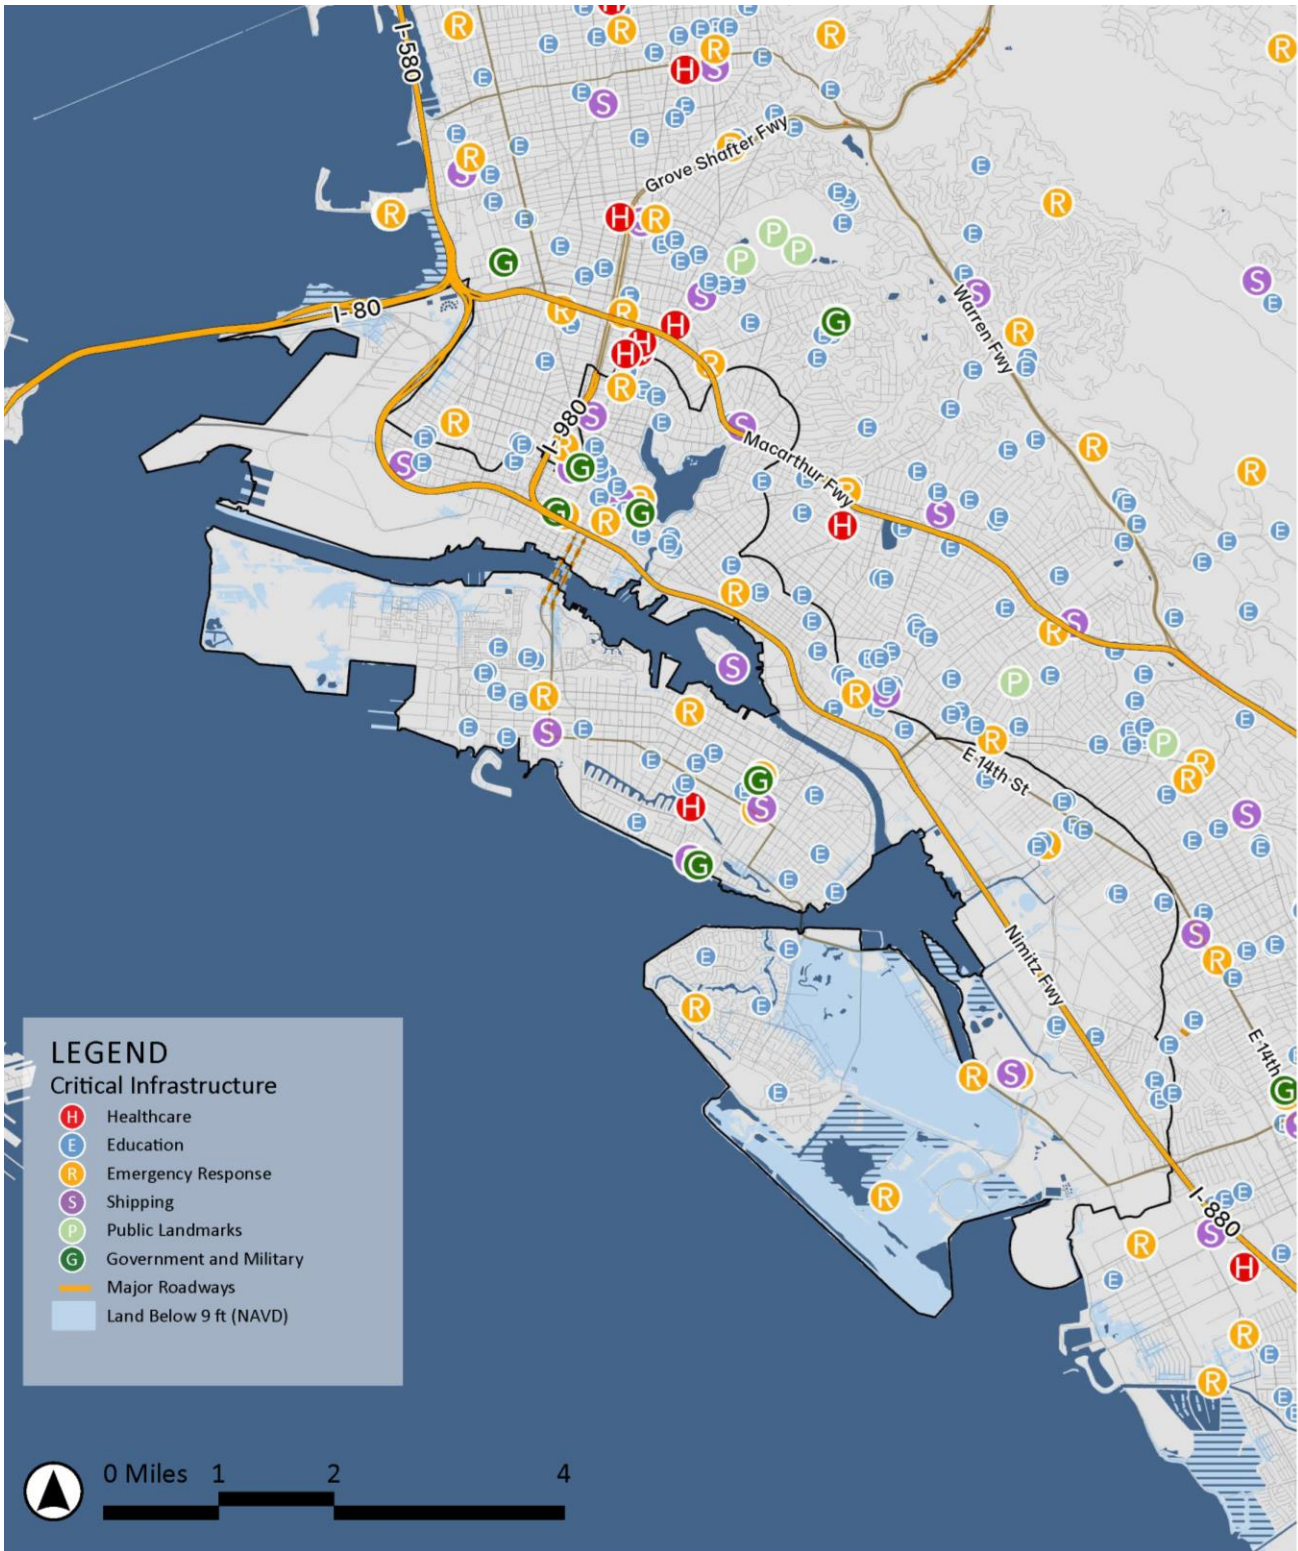 I-580
Grove Shafter Fwy
I-80
Warren Fwy
I-980
Macarthur Fwy
E 14th St
Nimitz Fwy
E 14th
I-880
LEGEND
Critical Infrastructure
H Healthcare
E Education
R Emergency Response
S Shipping
P Public Landmarks
G Government and Military
Major Roadways
Land Below 9 ft (NAVD)
0 Miles 1 2 4